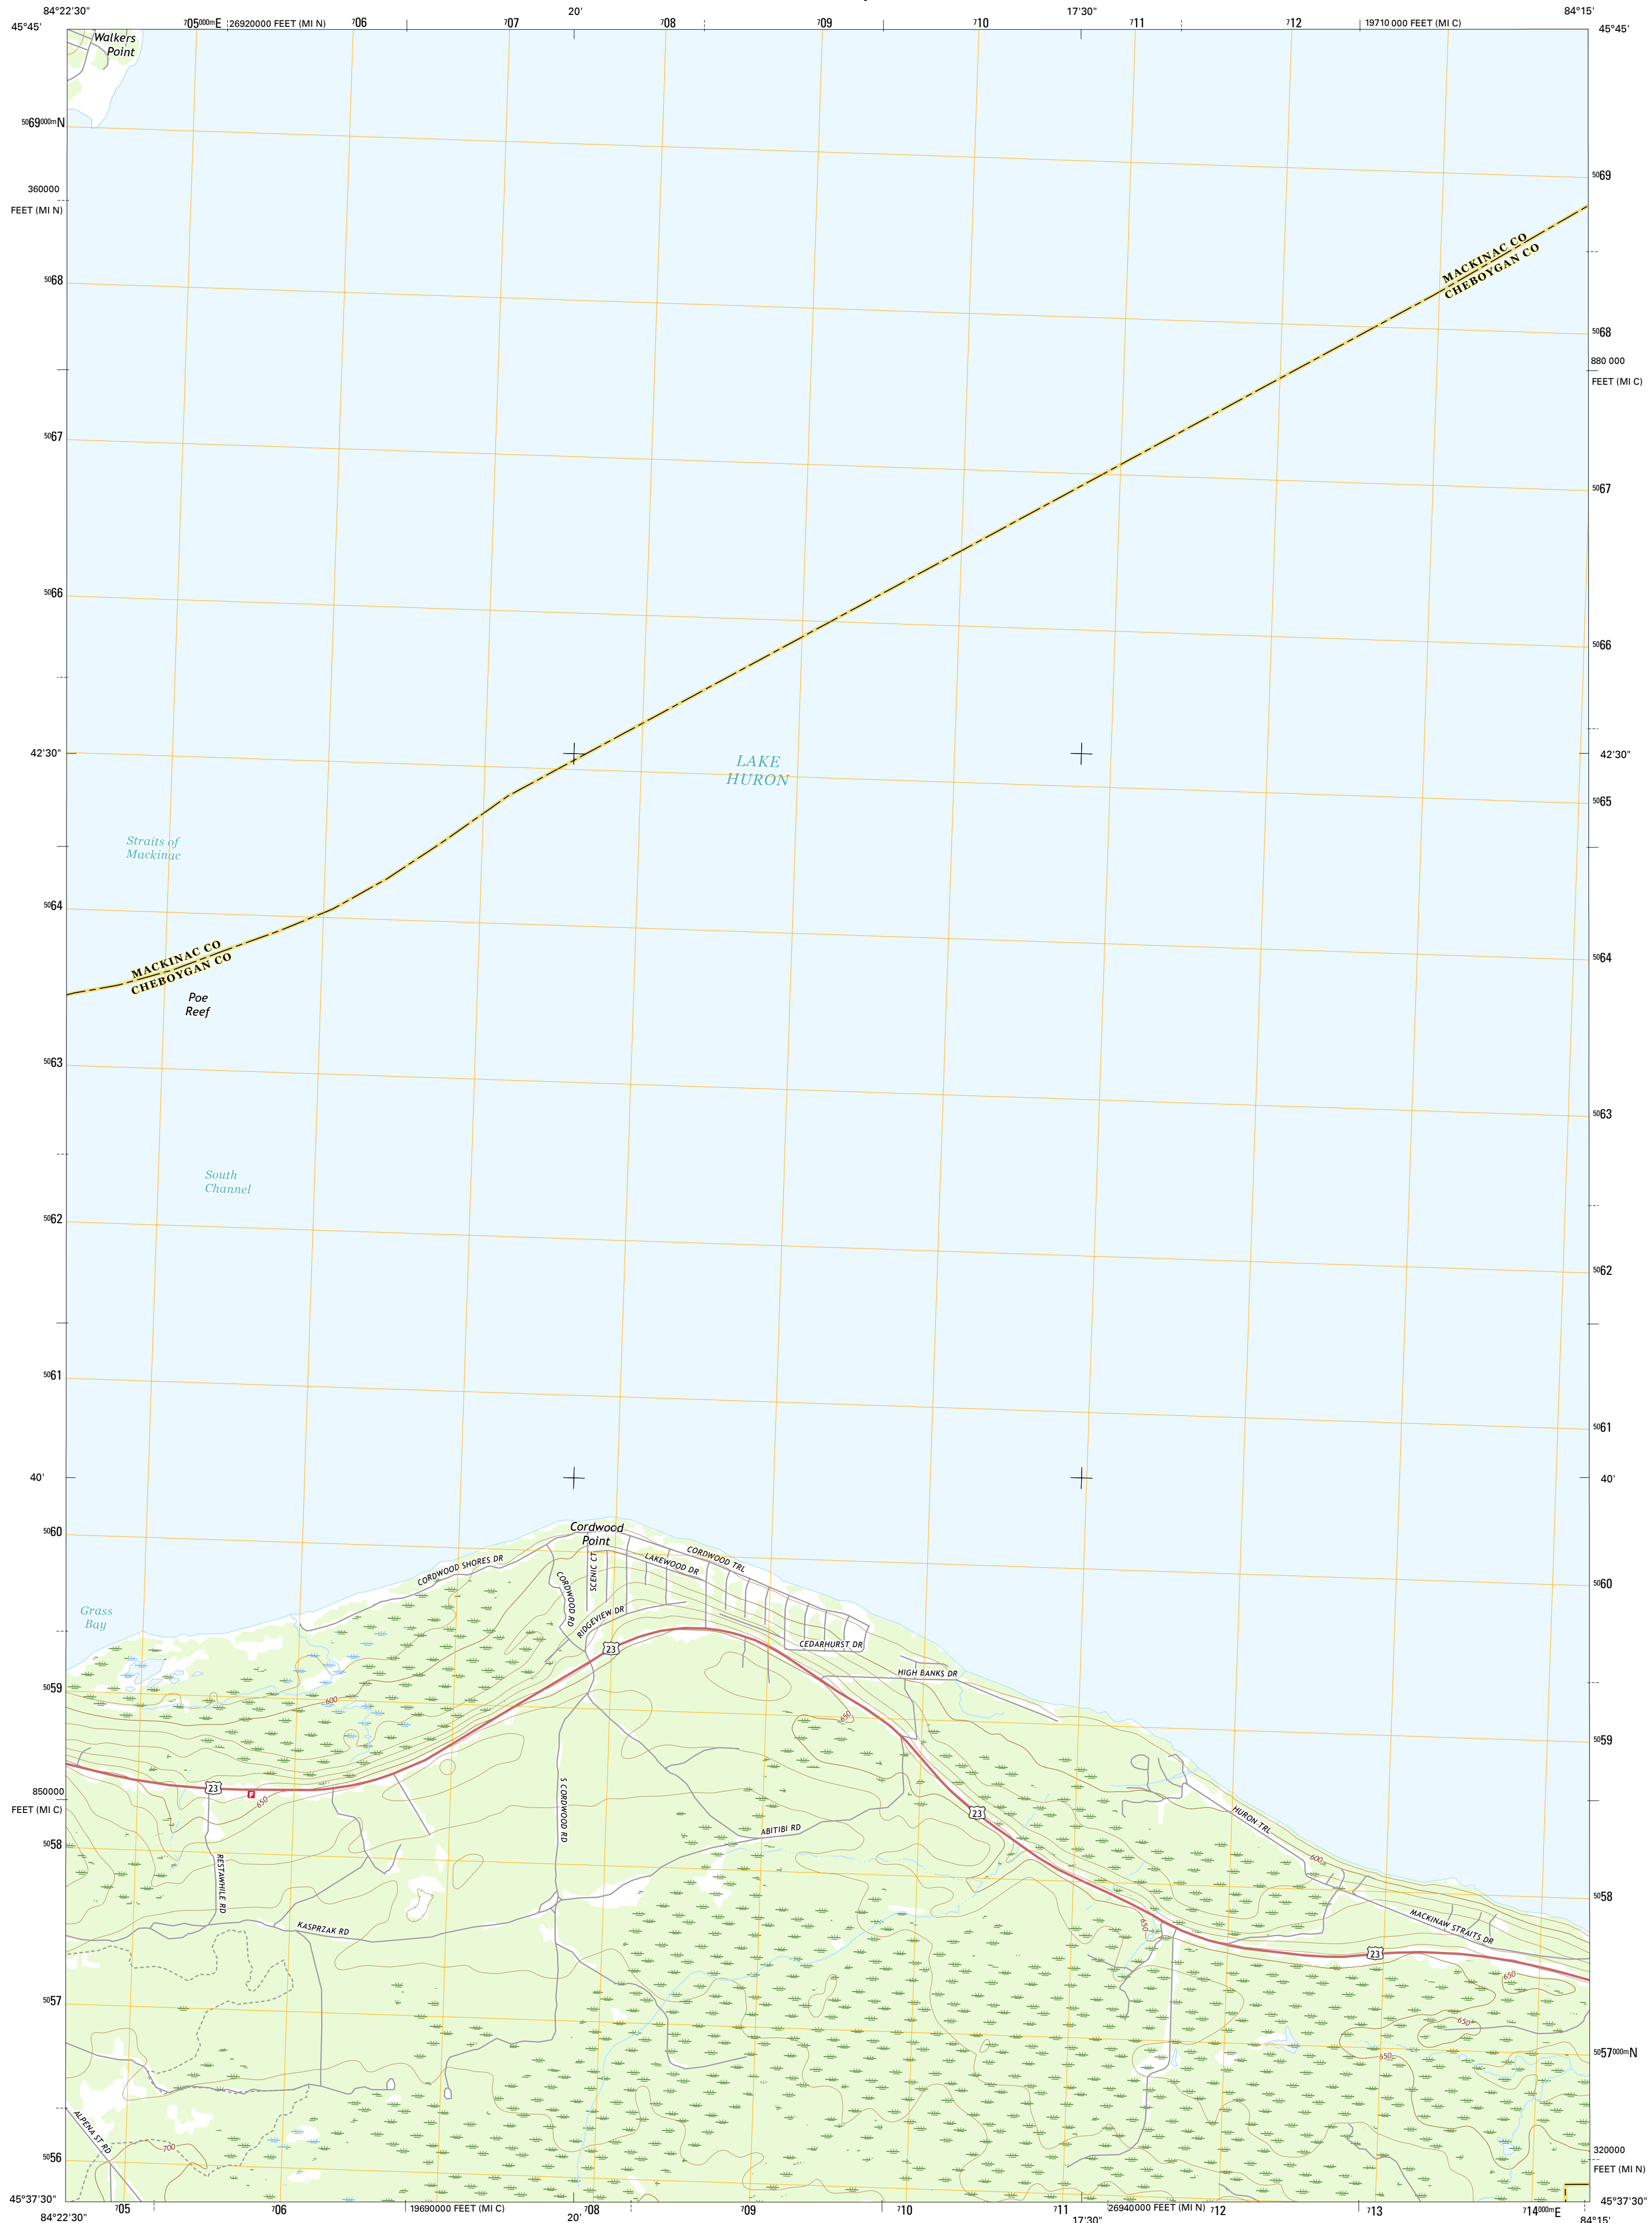 84°22'30"
705000mE
26920000 FEET (MI N)
706
707
20'
708
709
710
17'30"
711
712
19710 000 FEET (MI C)
84°15'
45°45'
45°45'
Walkers
Point
5069000mN
5069
360000
FEET (MI N)
MACKINAC CO
CHEBOYGAN CO
5068
5068
880 000
FEET (MI C)
5067
5067
5066
5066
42'30"
42'30"
LAKE
HURON
5065
Straits of
Mackinac
5064
MACKINAC CO
CHEBOYGAN CO
5064
Poe
Reef
5063
5063
South
Channel
5062
5062
5061
5061
40'
40'
5060
Cordwood
Point
CORDWOOD TRL
CORDWOOD SHORES DR
LAKEWOOD DR
SCENIC CT
CORDWOOD RD
5060
Grass
Bay
RIDGEVIEW DR
23
CEDARHURST DR
HIGH BANKS DR
5059
600
650
5059
23
650
850000
FEET (MI C)
S CORDWOOD RD
ABITIBI RD
23
HURON TRL
5058
600
RESTAWHILE RD
5058
KASPRZAK RD
650
MACKINAW STRAITS DR
23
650
5057
650
650
5057000mN
ALPENA ST RD
700
5056
320000
FEET (MI N)
45°37'30"
45°37'30"
84°22'30"
705
706
19690000 FEET (MI C)
20'
708
709
710
711
17'30"
26940000 FEET (MI N)
712
713
714000mE
84°15'